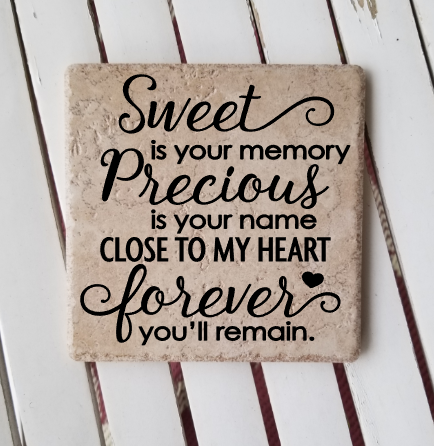 Sweet
is your memory
Precious
is your name
CLOSE TO MY HEART
forever
you'll remain.